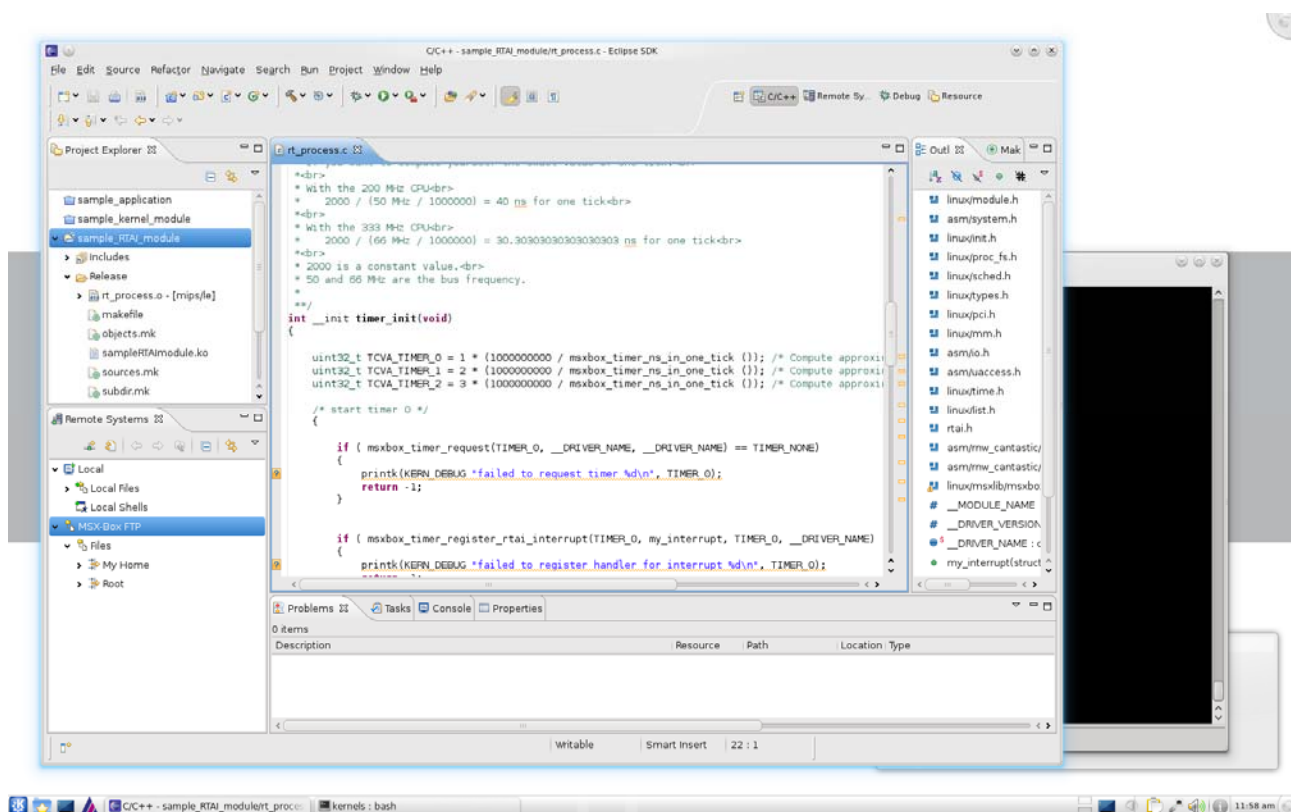 C/C++ - sample_RTAI_module/rt_process.c - Eclipse SDK
File Edit Source Refactor Navigate Search Run Project Window Help
C/C++ Remote Sy... Debug Resource
Project Explorer
sample_application
sample_kernel_module
sample_RTAI_module
Includes
Release
rt_process.o - [mips/le]
makefile
objects.mk
sampleRTAImodule.ko
sources.mk
subdir.mk
Remote Systems
Local
Local Files
Local Shells
MSX-Box FTP
Files
My Home
Root
rt_process.c
*<br>
* With the 200 MHz CPU<br>
*    2000 / (50 MHz / 1000000) = 40 ns for one tick<br>
*<br>
* With the 333 MHz CPU<br>
*    2000 / (66 MHz / 1000000) = 30.30303030303030303 ns for one tick<br>
*<br>
* 2000 is a constant value.<br>
* 50 and 66 MHz are the bus frequency.
*
**/
int __init timer_init(void)
{
uint32_t TCVA_TIMER_0 = 1 * (1000000000 / msxbox_timer_ns_in_one_tick ()); /* Compute approxi
uint32_t TCVA_TIMER_1 = 2 * (1000000000 / msxbox_timer_ns_in_one_tick ()); /* Compute approxi
uint32_t TCVA_TIMER_2 = 3 * (1000000000 / msxbox_timer_ns_in_one_tick ()); /* Compute approxi
/* start timer 0 */
{
if ( msxbox_timer_request(TIMER_0, __DRIVER_NAME, __DRIVER_NAME) == TIMER_NONE)
{
printk(KERN_DEBUG "failed to request timer %d\n", TIMER_0);
return -1;
}
if ( msxbox_timer_register_rtai_interrupt(TIMER_0, my_interrupt, TIMER_0, __DRIVER_NAME)
{
printk(KERN_DEBUG "failed to register handler for interrupt %d\n", TIMER_0);
Outl Mak
linux/module.h
asm/system.h
linux/init.h
linux/proc_fs.h
linux/sched.h
linux/types.h
linux/pci.h
linux/mm.h
asm/io.h
asm/uaccess.h
linux/time.h
linux/list.h
rtai.h
asm/mw_cantastic/
asm/mw_cantastic/
linux/msxlib/msxbo
__MODULE_NAME
__DRIVER_VERSION
__DRIVER_NAME : c
my_interrupt(struct
Problems Tasks Console Properties
0 items
Description Resource Path Location Type
Writable Smart Insert 22 : 1
C/C++ - sample_RTAI_module/rt_proces kernels : bash 11:58 am